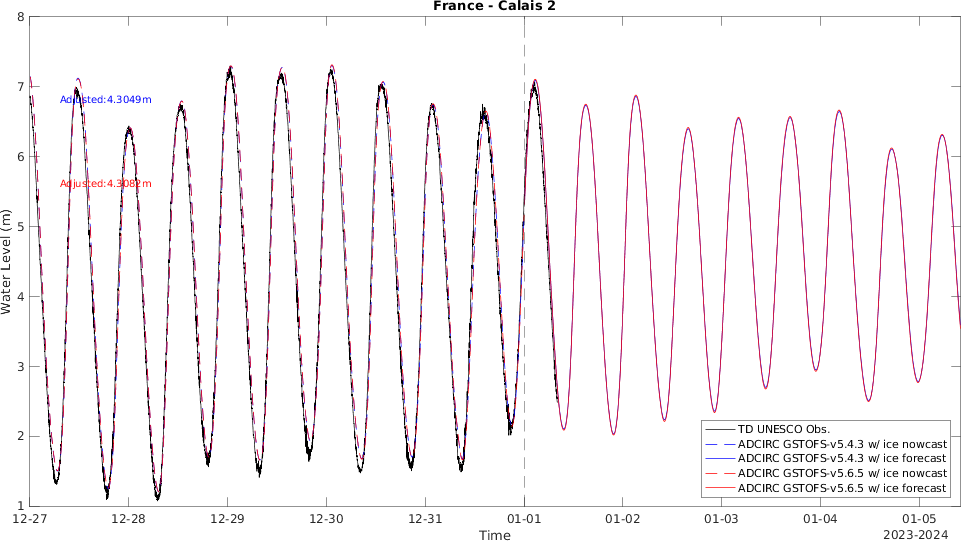 France - Calais 2
8
7
6
5
4
3
2
1
Water Level (m)
Adjusted:4.3049m
Adjusted:4.3082m
TD UNESCO Obs.
ADCIRC GSTOFS-v5.4.3 w/ ice nowcast
ADCIRC GSTOFS-v5.4.3 w/ ice forecast
ADCIRC GSTOFS-v5.6.5 w/ ice nowcast
ADCIRC GSTOFS-v5.6.5 w/ ice forecast
12-27 12-28 12-29 12-30 12-31 01-01 01-02 01-03 01-04 01-05
Time
2023-2024